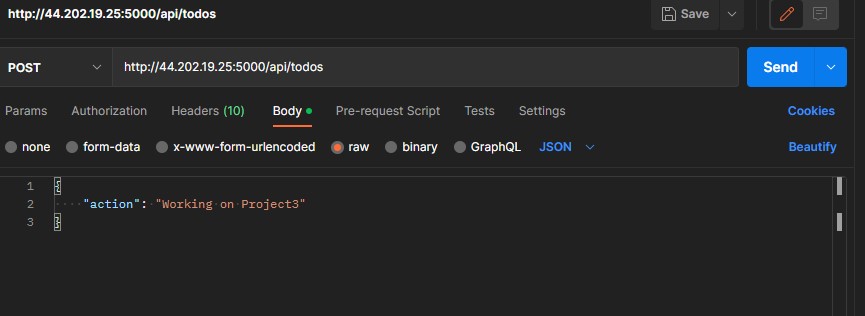 http://44.202.19.25:5000/api/todos
Save
POST
http://44.202.19.25:5000/api/todos
Send
Params Authorization Headers (10) Body Pre-request Script Tests Settings Cookies
none form-data x-www-form-urlencoded raw binary GraphQL JSON Beautify
1 {
2 "action": "Working on Project3"
3 }